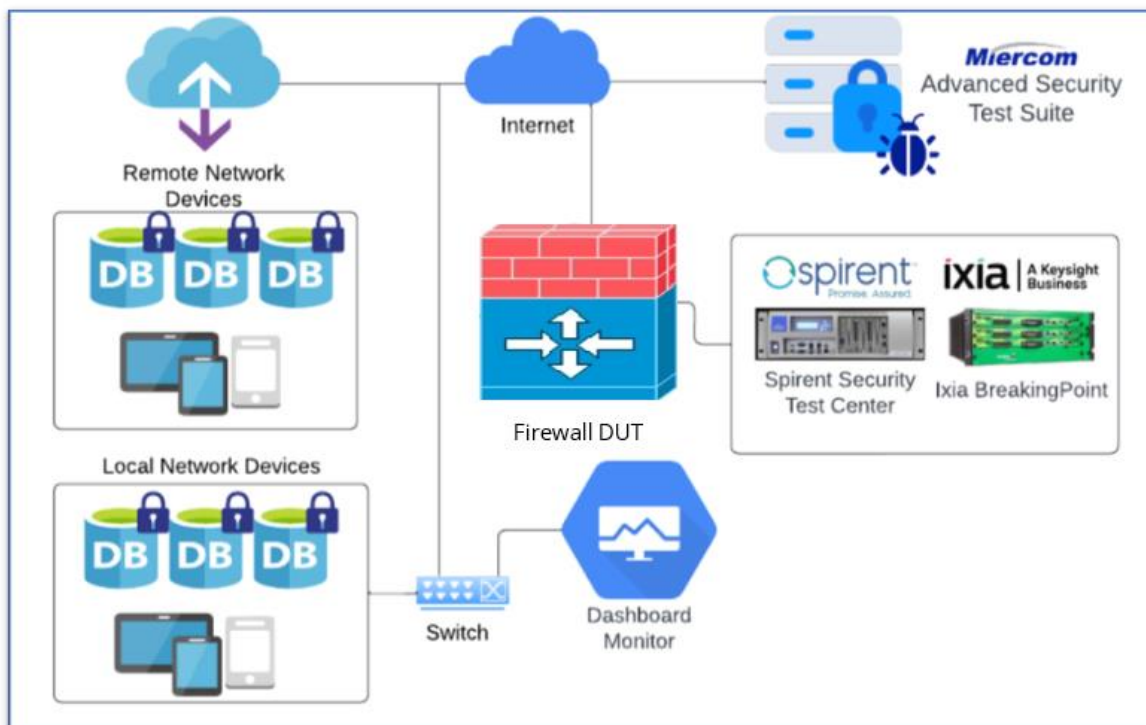 Miercom
Advanced Security
Test Suite
Internet
Remote Network
Devices
DB DB DB
spirent™
Promise. Assured.
ixia | A Keysight
Business
Spirent Security
Test Center
Ixia BreakingPoint
Firewall DUT
Local Network Devices
DB DB DB
Switch
Dashboard
Monitor